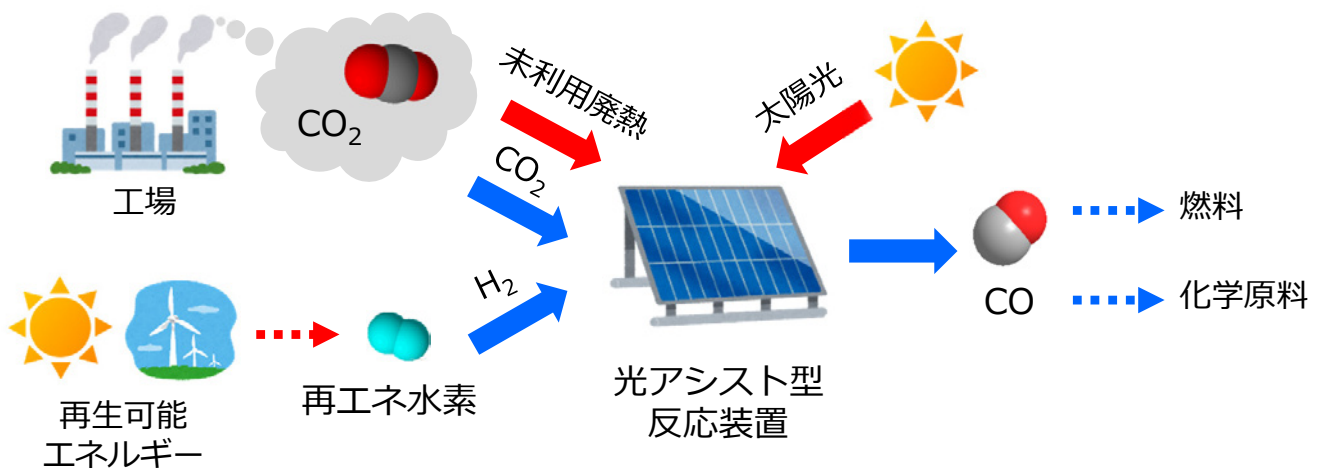 CO2
工場
未利用廃熱
CO2
太陽光
H2
再生可能
エネルギー
再エネ水素
光アシスト型
反応装置
CO
燃料
化学原料